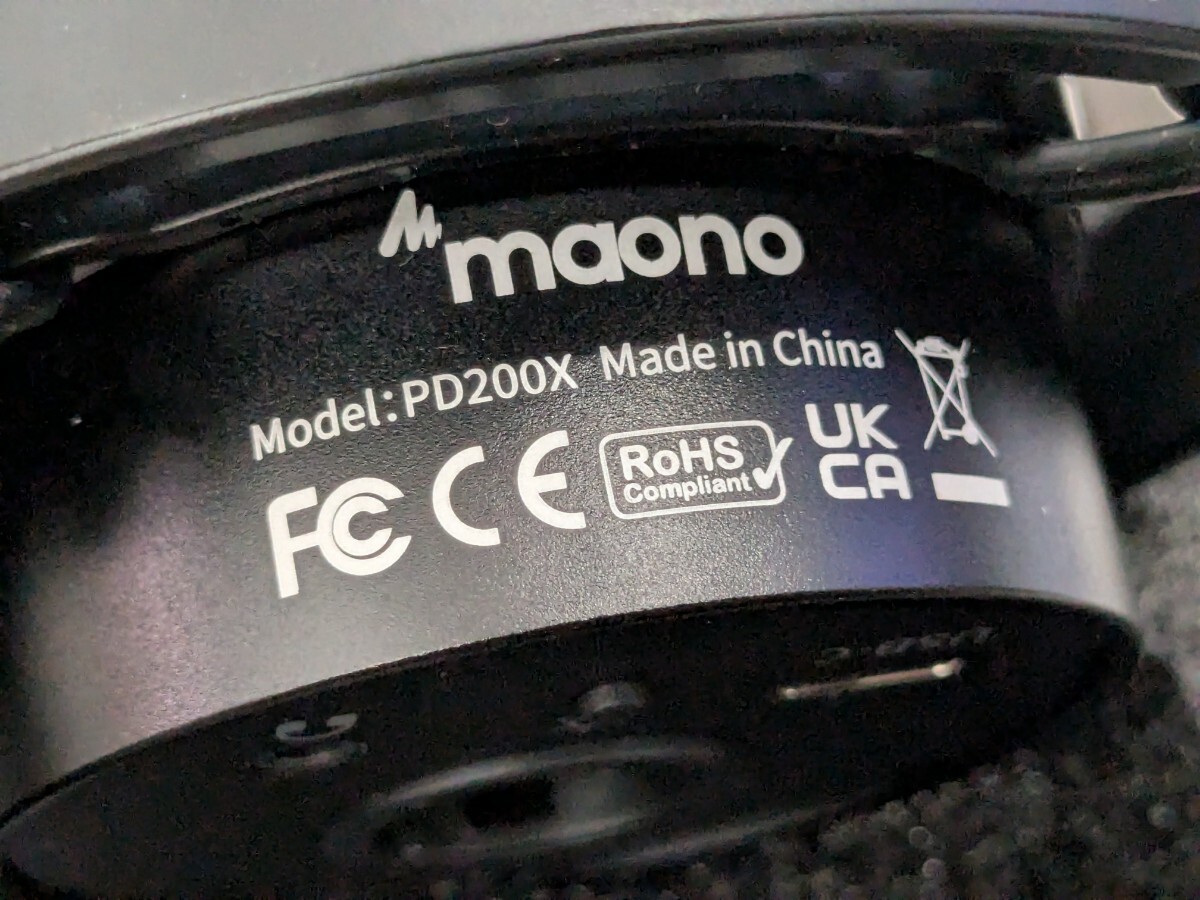 maono
Model:PD200X Made in China
FC CE RoHS Compliant UK CA